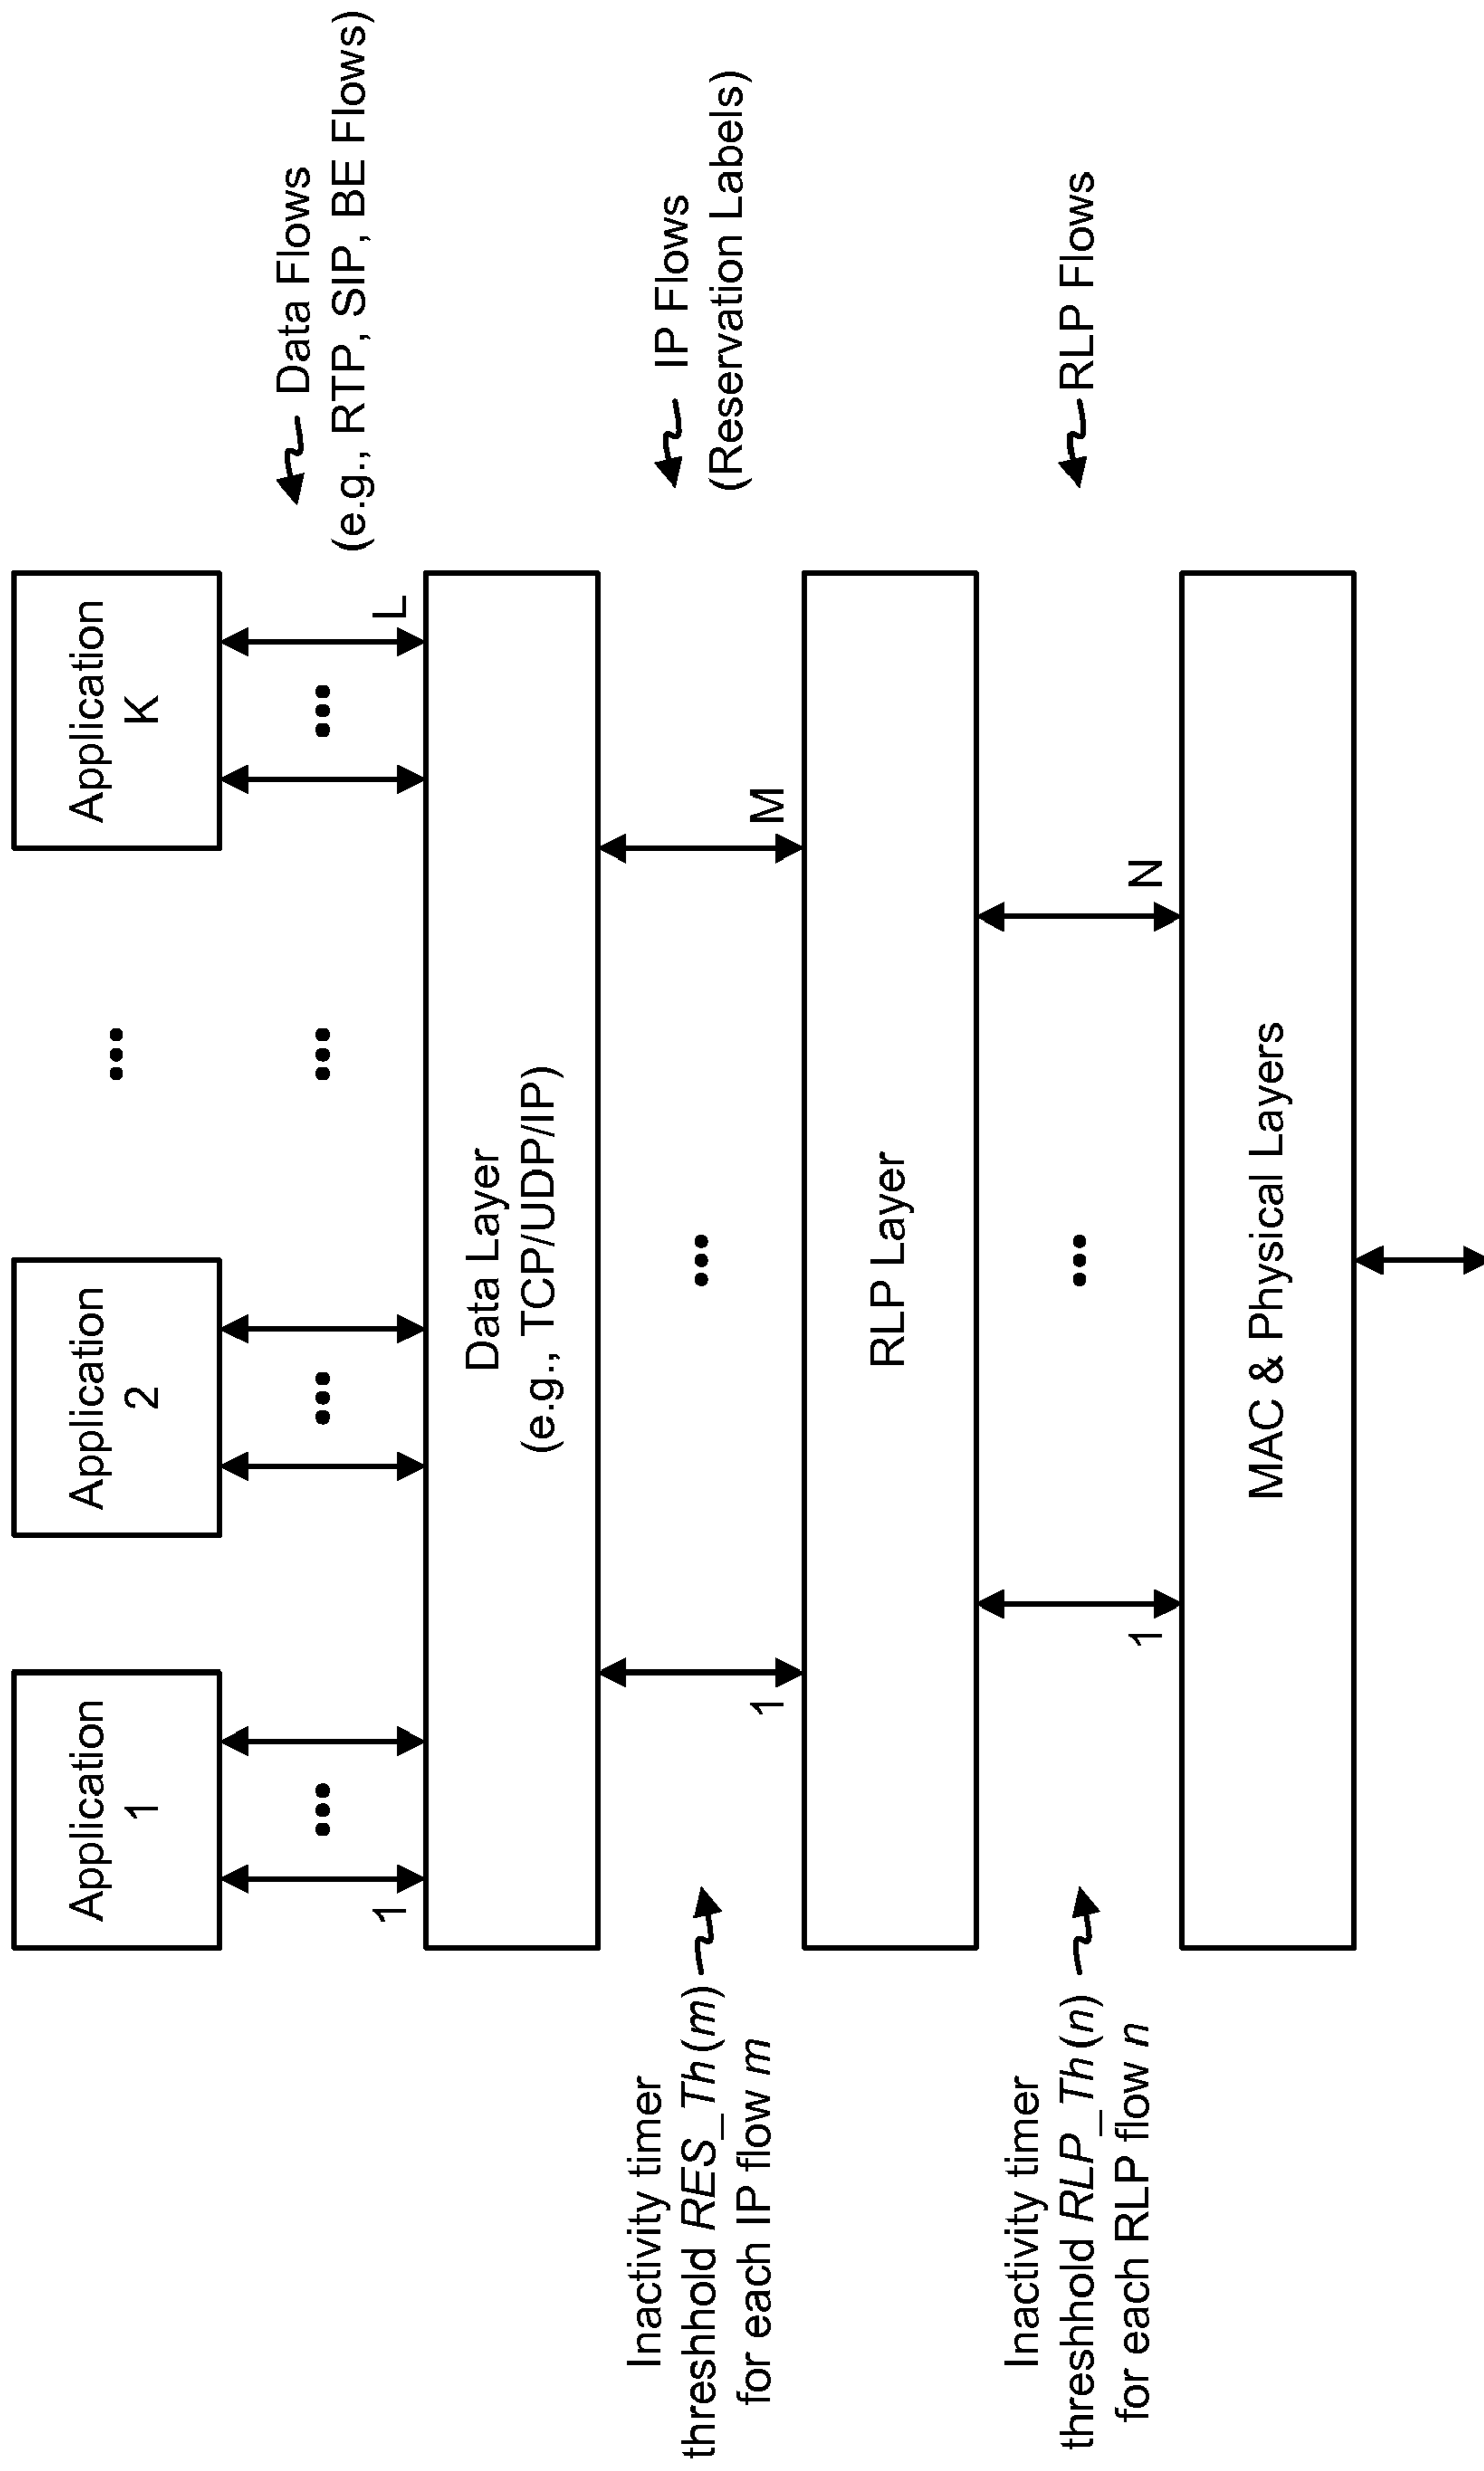 Application
1
Application
2
Application
K
Data Flows
(e.g., RTP, SIP, BE Flows)
1
L
Data Layer
(e.g., TCP/UDP/IP)
Inactivity timer
threshhold RES_Th(m)
for each IP flow m
IP Flows
(Reservation Labels)
1
M
RLP Layer
Inactivity timer
threshhold RLP_Th(n)
for each RLP flow n
RLP Flows
1
N
MAC & Physical Layers